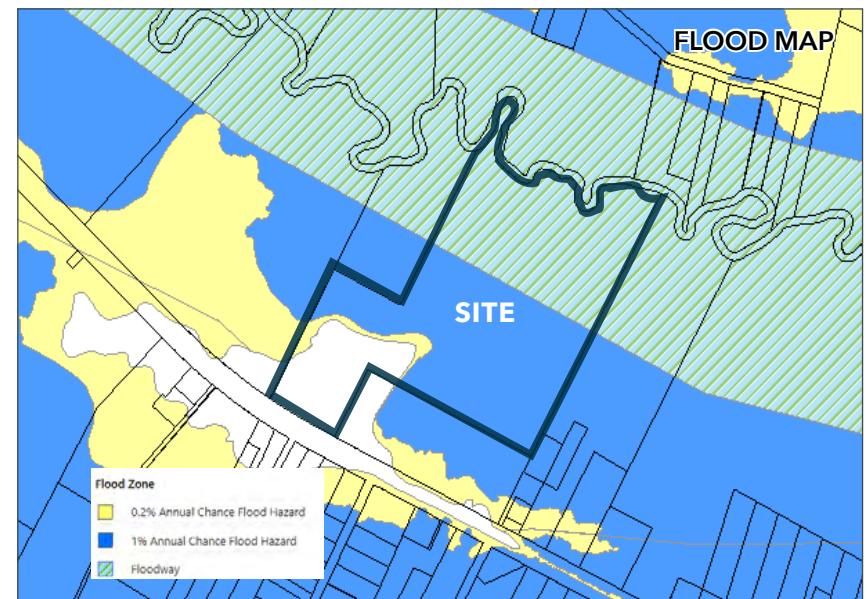 FLOOD MAP
SITE
Flood Zone
0.2% Annual Chance Flood Hazard
1% Annual Chance Flood Hazard
Floodway